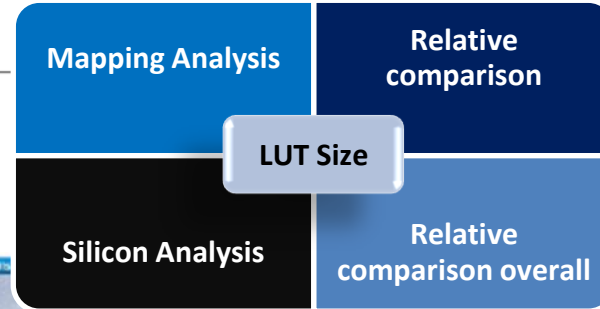 Mapping Analysis
Relative
comparison
LUT Size
Silicon Analysis
Relative
comparison overall